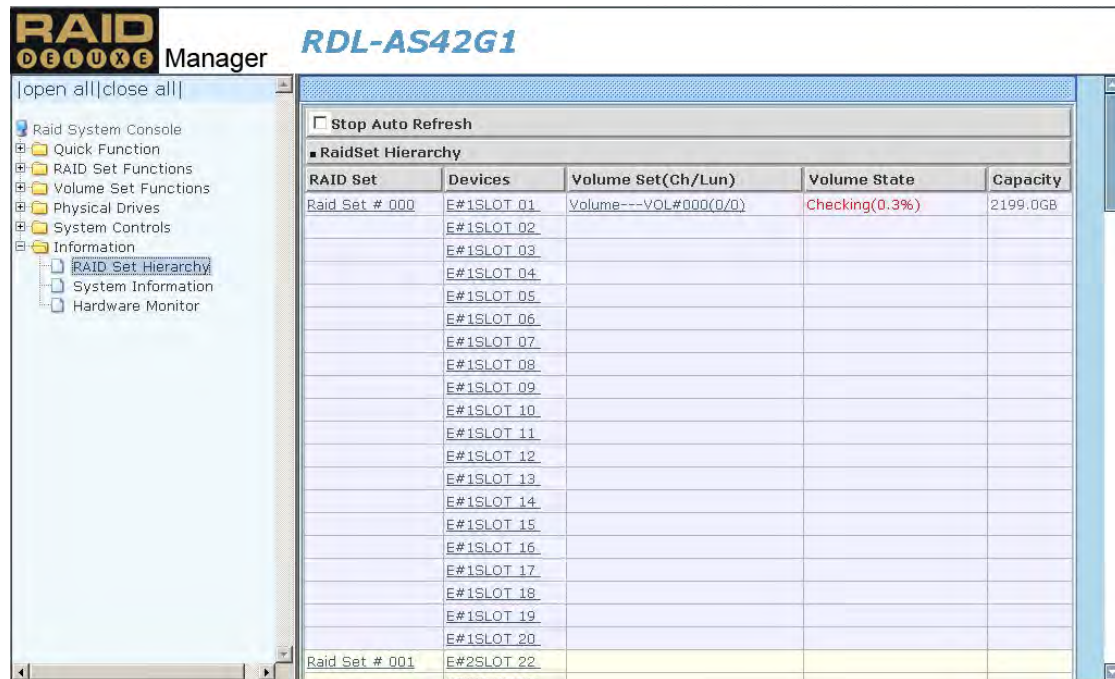 RAID
DELUXE Manager
RDL-AS42G1
|open all|close all|
Raid System Console
Quick Function
RAID Set Functions
Volume Set Functions
Physical Drives
System Controls
Information
RAID Set Hierarchy
System Information
Hardware Monitor
Stop Auto Refresh
RaidSet Hierarchy
RAID Set Devices Volume Set(Ch/Lun) Volume State Capacity
Raid Set # 000 E#1SLOT 01 Volume---VOL#000(0/0) Checking(0.3%) 2199.0GB
E#1SLOT 02
E#1SLOT 03
E#1SLOT 04
E#1SLOT 05
E#1SLOT 06
E#1SLOT 07
E#1SLOT 08
E#1SLOT 09
E#1SLOT 10
E#1SLOT 11
E#1SLOT 12
E#1SLOT 13
E#1SLOT 14
E#1SLOT 15
E#1SLOT 16
E#1SLOT 17
E#1SLOT 18
E#1SLOT 19
E#1SLOT 20
Raid Set # 001 E#2SLOT 22